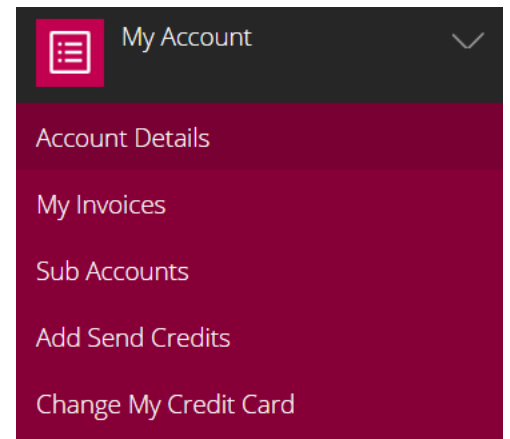 My Account
Account Details
My Invoices
Sub Accounts
Add Send Credits
Change My Credit Card